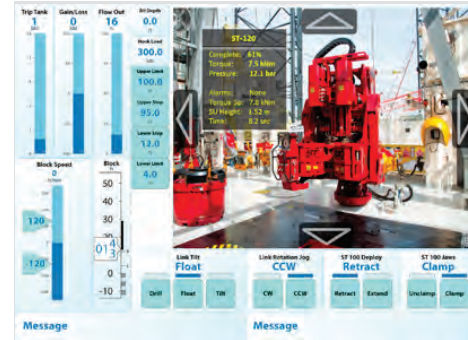 Trip Tank Gain/Loss Flow Out Bit Depth
1 0 16 0.0
Hook Load
300.0
Upper Limit
100.0
Upper Stop
95.0
Lower Stop
12.0
Lower Limit
4.0
ST-120
Complete: 61%
Torque: 7.5 kNm
Pressure: 12.1 bar
Alarms: None
Torque Sp: 7.0 kNm
SU Height: 1.52 m
Time: 8.2 sec
Block Speed Block
0
50
40
30
20
120
-120
0
-10
Link Tilt Link Rotation Jog ST 100 Deploy ST 100 Jaws
Float CCW Retract Clamp
Drill Float Tilt CW CCW Retract Extend Unclamp Clamp
Message Message